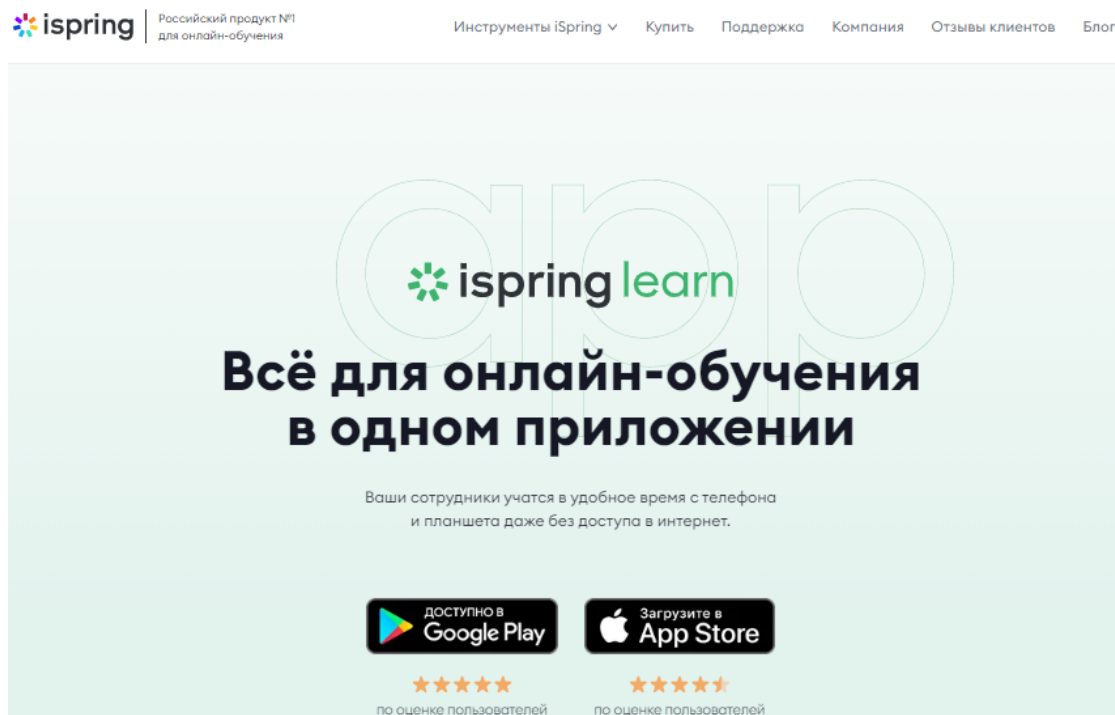 ispring
Российский продукт №1
для онлайн-обучения
Инструменты iSpring
Купить
Поддержка
Компания
Отзывы клиентов
Блог
app
ispring learn
Всё для онлайн-обучения
в одном приложении
Ваши сотрудники учатся в удобное время с телефона
и планшета даже без доступа в интернет.
ДОСТУПНО В
Google Play
Загрузите в
App Store
по оценке пользователей
по оценке пользователей